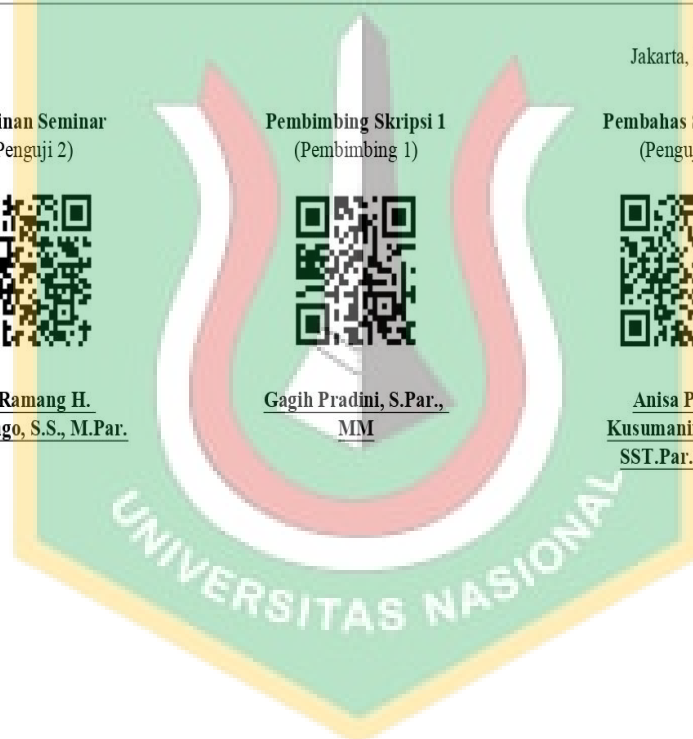 Jakarta,
inan Seminar
Pembimbing Skripsi 1
Pembahas
Penguji 2)
(Pembimbing 1)
(Penguj
Ramang H.
go, S.S., M.Par.
Gagih Pradini, S.Par.,
MM
Anisa P
Kusumani
SST.Par.
UNIVERSITAS NASIONAL